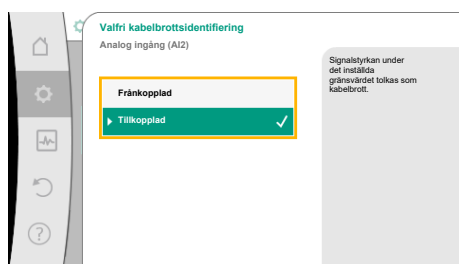 Valfri kabelbrottsidentifiering
Analog ingång (AI2)
Signalstyrkan under
det inställda
gränsvärdet tolkas som
kabelbrott.
Frånkopplad
Tillkopplad
?